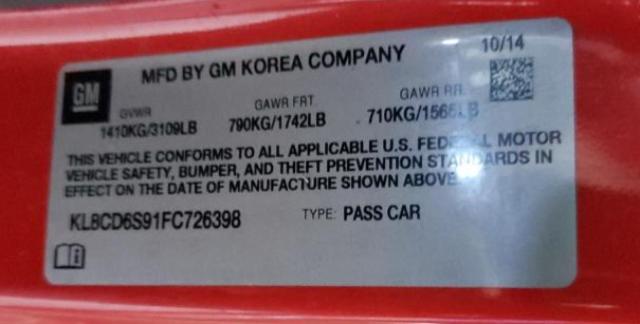 GM
MFD BY GM KOREA COMPANY 10/14
GVWR GAWR FRT GAWR RR
1410KG/3109LB 790KG/1742LB
THIS VEHICLE CONFORMS TO ALL APPLICABLE U.S. FEDERAL MOTOR
VEHICLE SAFETY, BUMPER, AND THEFT PREVENTION STANDARDS IN
EFFECT ON THE DATE OF MANUFACTURE SHOWN ABOVE
KL8CD6S91FC726398 TYPE: PASS CAR